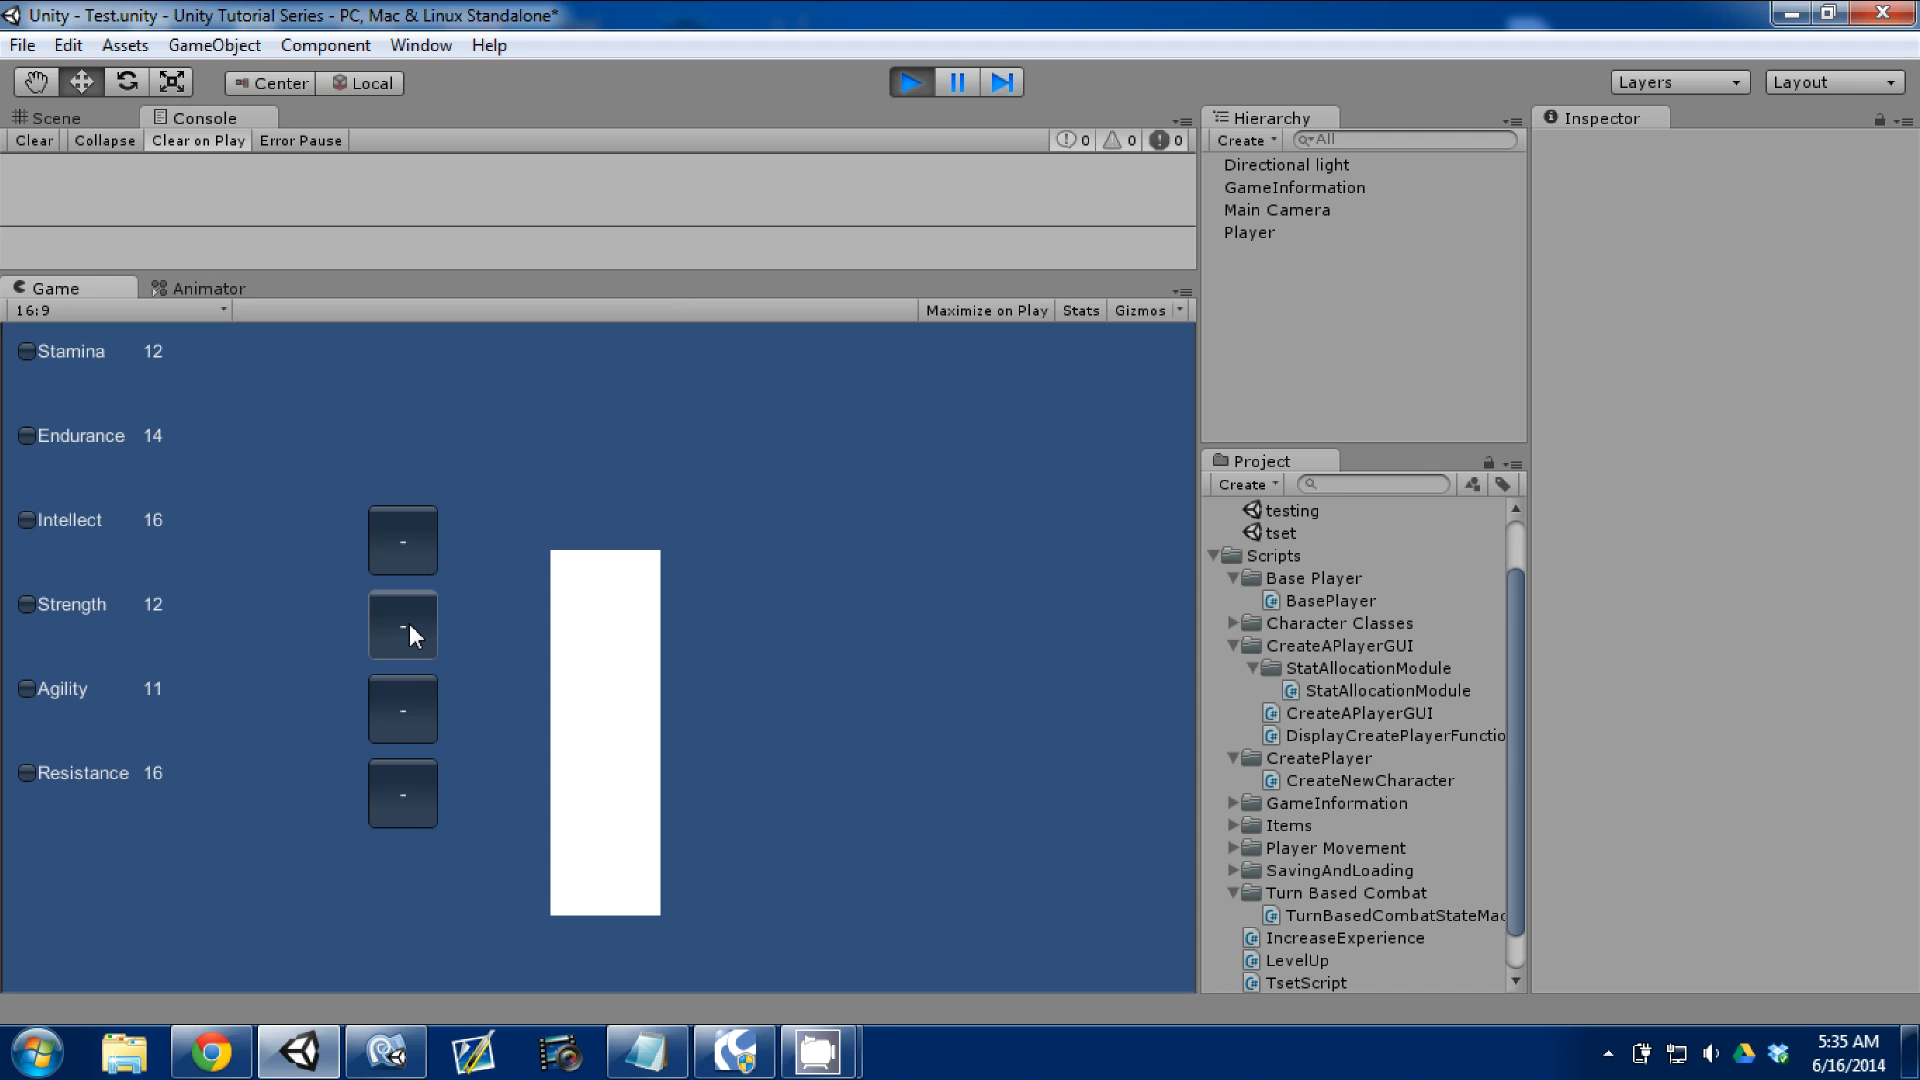 Unity - Test.unity - Unity Tutorial Series - PC, Mac & Linux Standalone*
File Edit Assets GameObject Component Window Help
Center Local Layers Layout
Scene Console
Clear Collapse Clear on Play Error Pause 0 0 0
Game Animator
16:9 Maximize on Play Stats Gizmos
Stamina 12
Endurance 14
Intellect 16
-
Strength 12
-
Agility 11
-
Resistance 16
-
Hierarchy
Create All
Directional light
GameInformation
Main Camera
Player
Project
Create
testing
tset
Scripts
Base Player
BasePlayer
Character Classes
CreateAPlayerGUI
StatAllocationModule
StatAllocationModule
CreateAPlayerGUI
DisplayCreatePlayerFunctio
CreatePlayer
CreateNewCharacter
GameInformation
Items
Player Movement
SavingAndLoading
Turn Based Combat
TurnBasedCombatStateMac
IncreaseExperience
LevelUp
TsetScript
Inspector
5:35 AM
6/16/2014